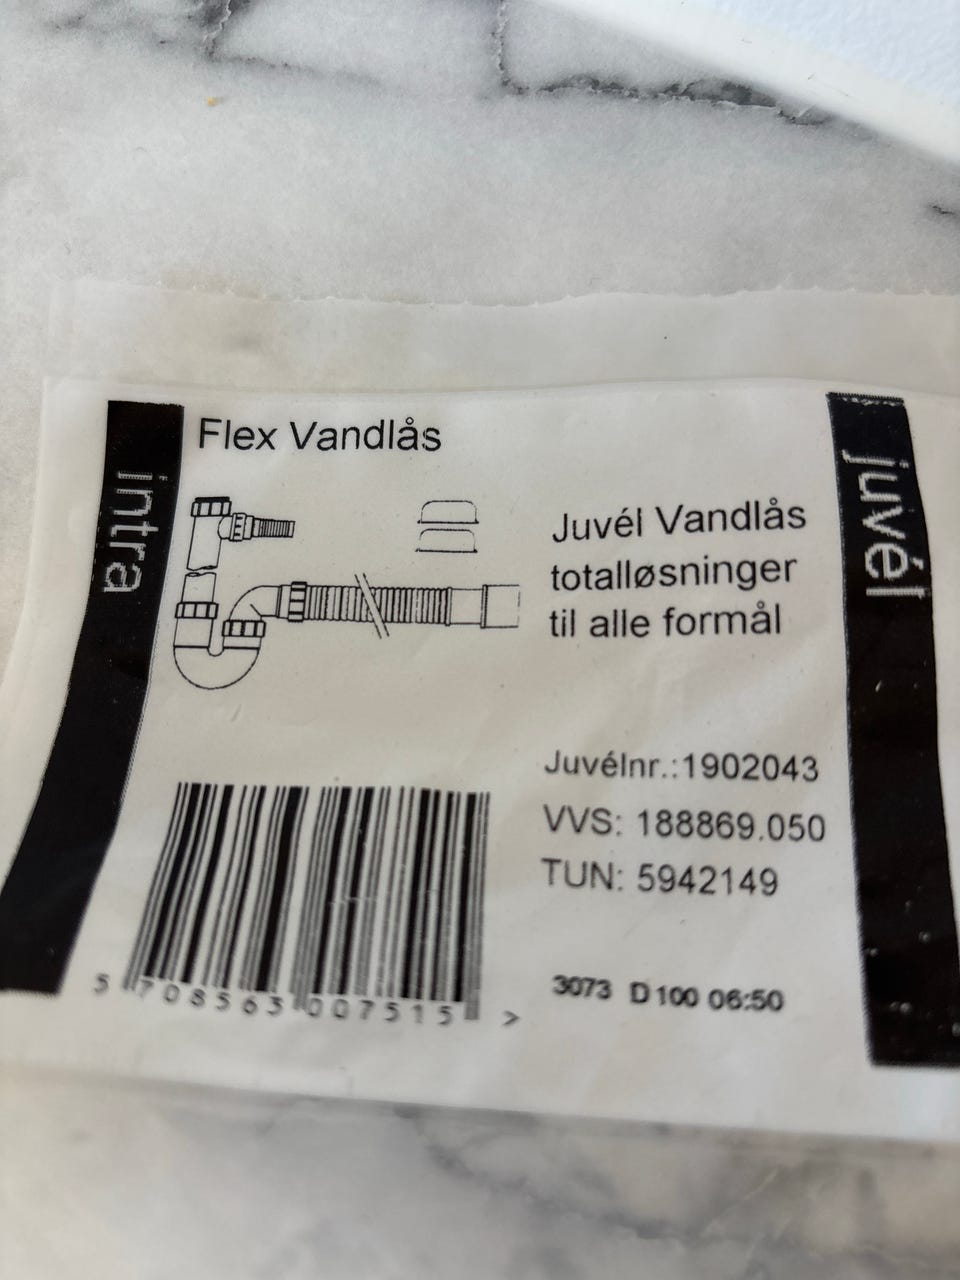 intra
Flex Vandlås
Juvél Vandlås
totalløsninger
til alle formål
juvél
Juvélnr.:1902043
VVS: 188869.050
TUN: 5942149
5 708563 007515 >
3073 D100 06:50